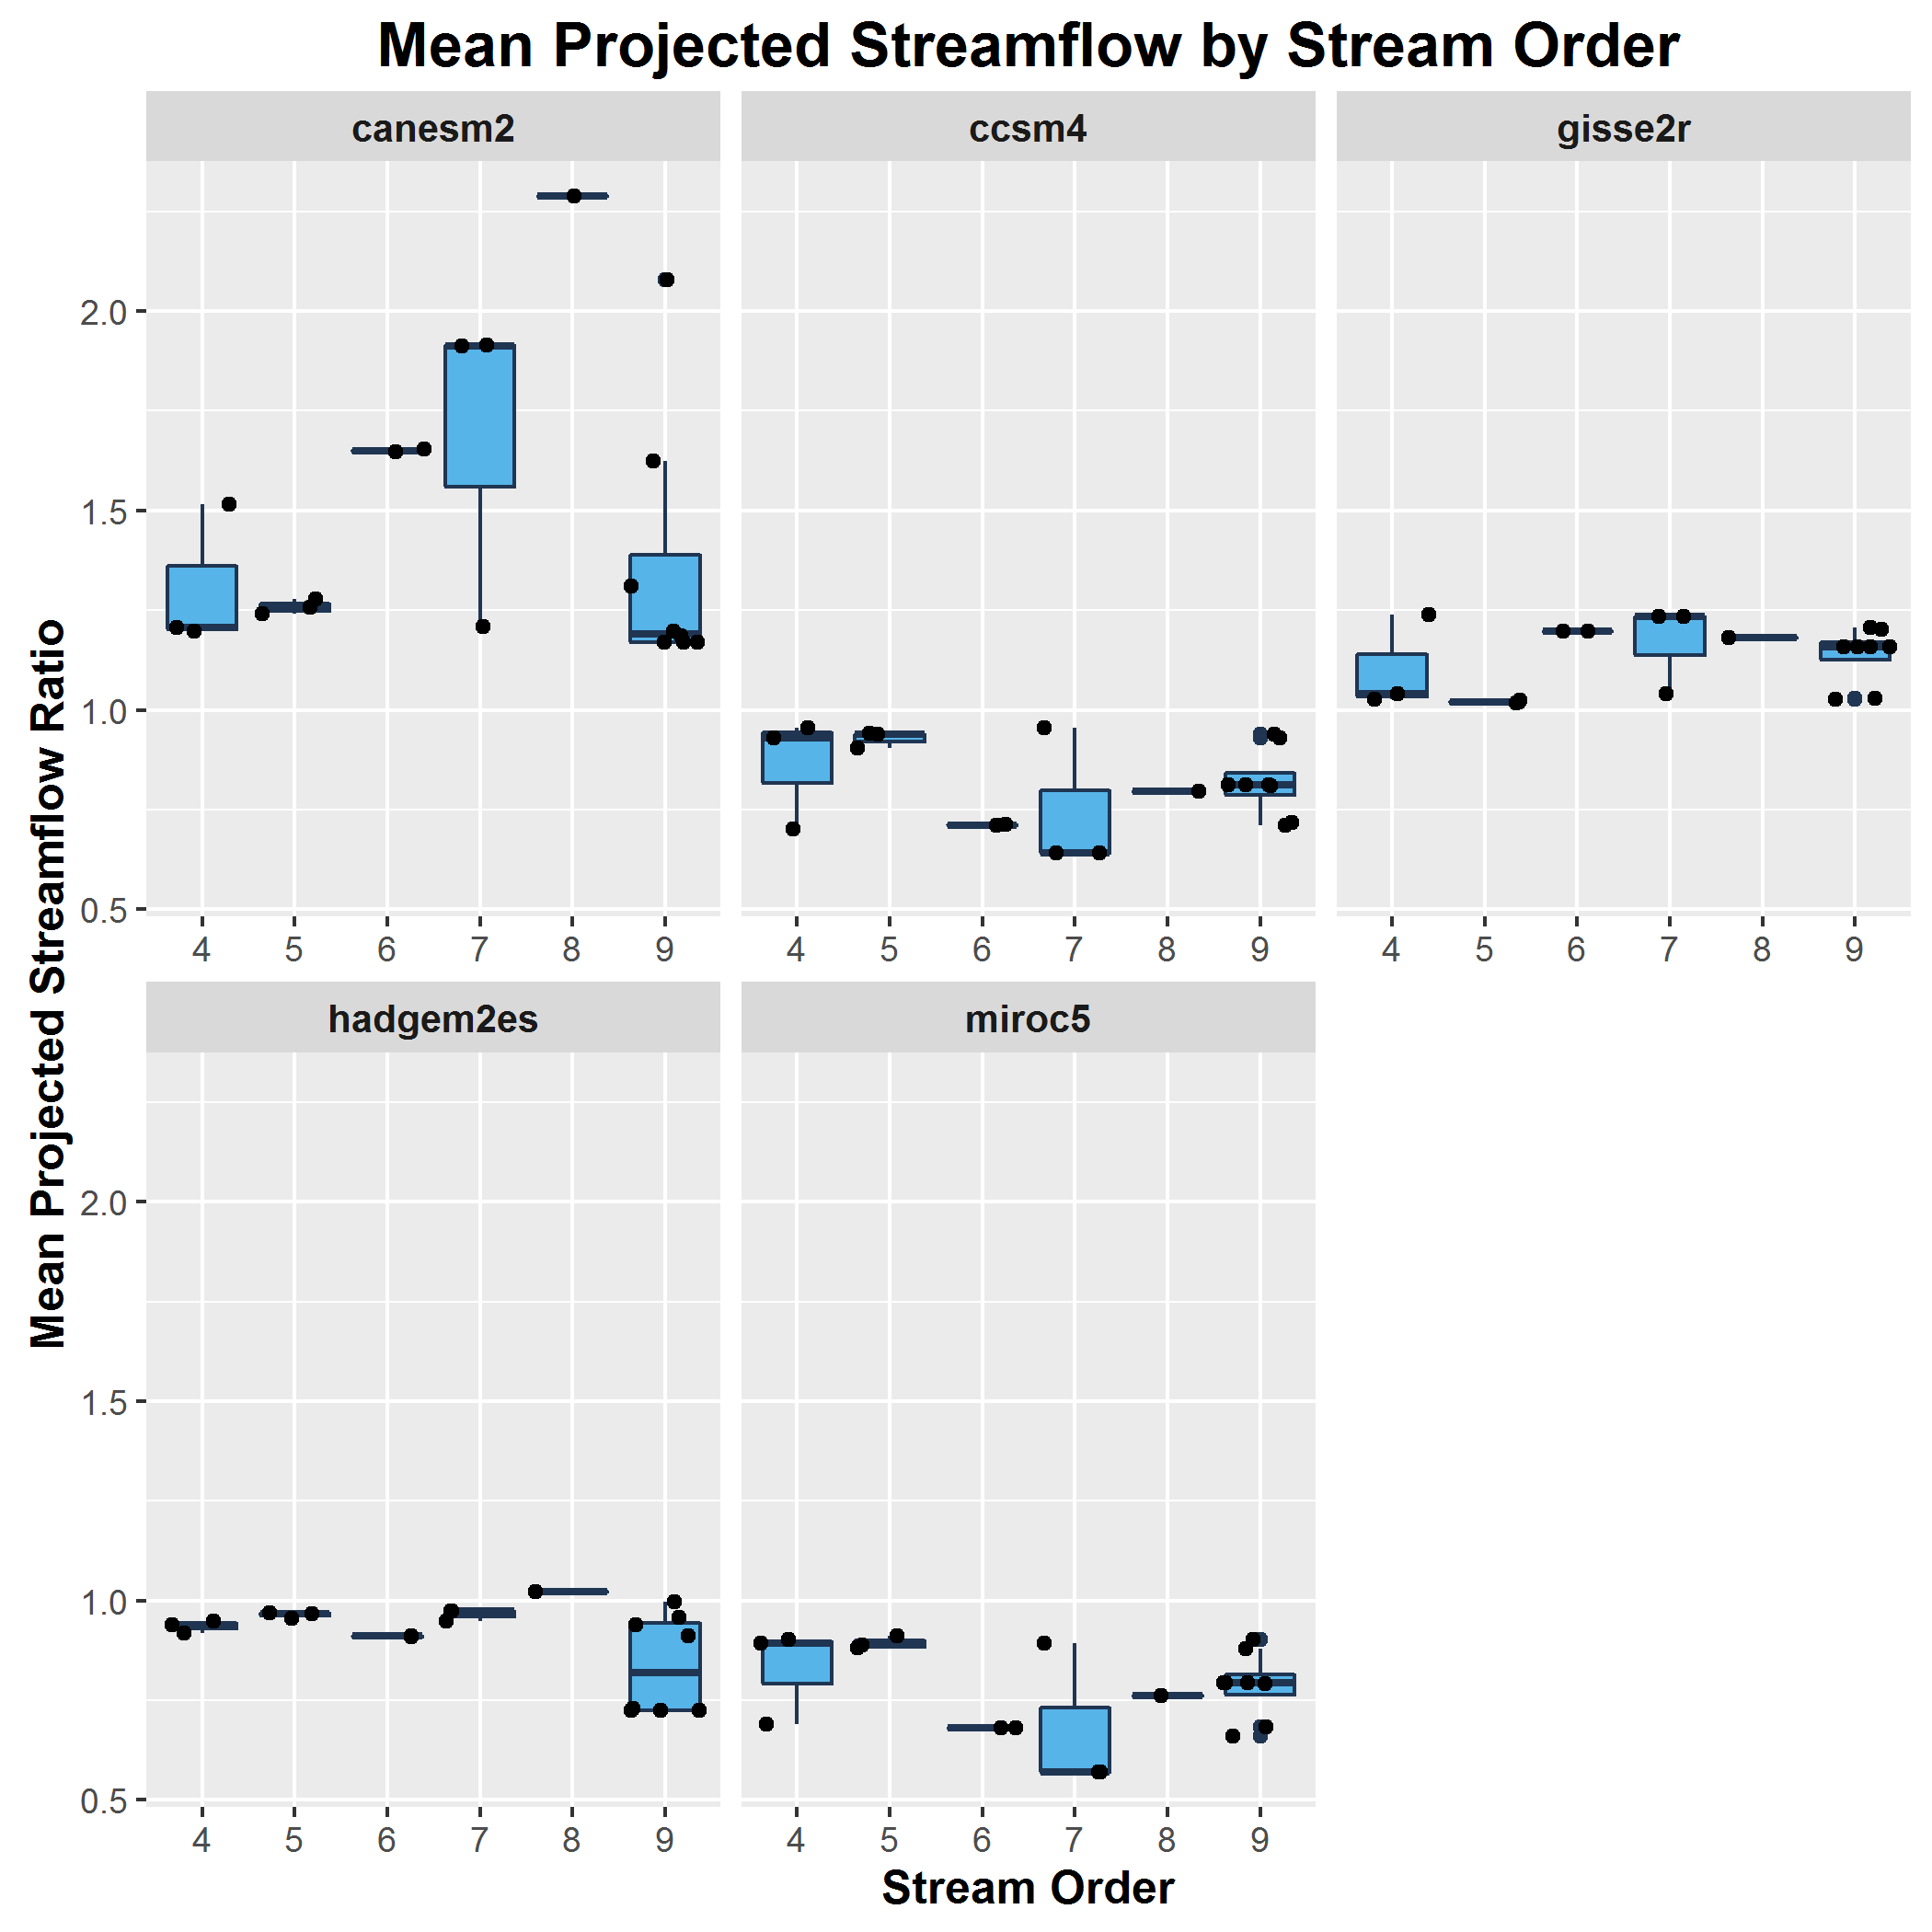 Mean Projected Streamflow by Stream Order
canesm2
ccsm4
gisse2r
Mean Projected Streamflow Ratio
2.0
1.5
1.0
0.5
4 5 6 7 8 9
4 5 6 7 8 9
4 5 6 7 8 9
hadgem2es
miroc5
2.0
1.5
1.0
0.5
4 5 6 7 8 9
4 5 6 7 8 9
Stream Order